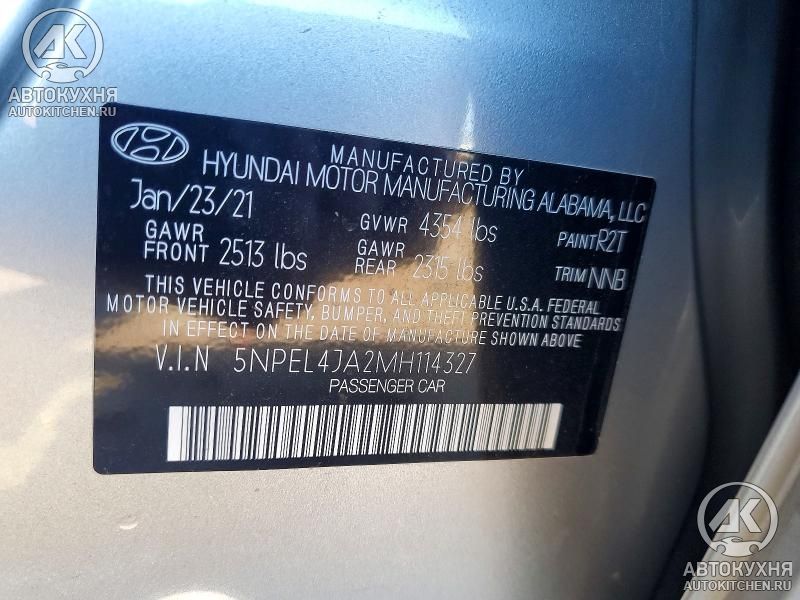 АК
АВТОКУХНЯ
AUTOKITCHEN.RU
MANUFACTURED BY
HYUNDAI MOTOR MANUFACTURING ALABAMA, LLC
Jan/23/21 GVWR 4354 lbs PAINT R2T
GAWR FRONT 2513 lbs GAWR REAR 2315 lbs TRIM NNB
THIS VEHICLE CONFORMS TO ALL APPLICABLE U.S.A. FEDERAL
MOTOR VEHICLE SAFETY, BUMPER, AND THEFT PREVENTION STANDARDS
IN EFFECT ON THE DATE OF MANUFACTURE SHOWN ABOVE
V.I.N 5NPEL4JA2MH114327
PASSENGER CAR
АК
АВТОКУХНЯ
AUTOKITCHEN.RU